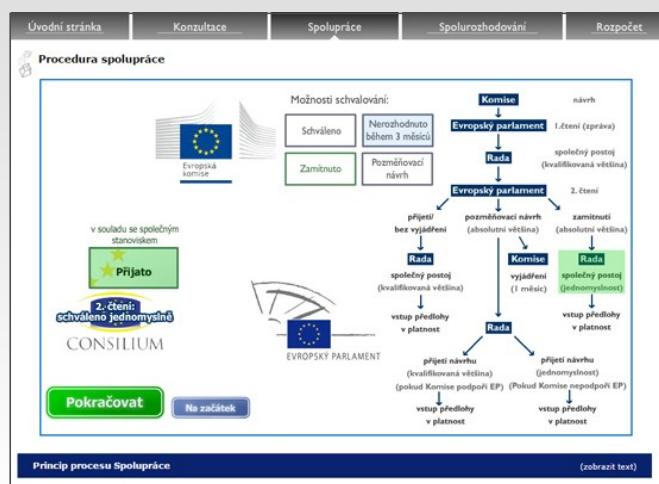 Úvodní stránka
Konzultace
Spolupráce
Spolurozhodování
Rozpočet
Procedura spolupráce
Možnosti schvalování:
Schváleno
Nerozhodnuto
během 3 měsíců
Zamítnuto
Pozměňovací
návrh
Evropská
komise
v souladu se společným
stanoviskem
Přijato
2. čtení:
schváleno jednomyslně
CONSILIUM
EVROPSKÝ PARLAMENT
Komise
návrh
Evropský parlament
1.čtení (zpráva)
Rada
společný postoj
(kvalifikovaná většina)
Evropský parlament
2. čtení
přijetí/
bez vyjádření
pozměňovací návrh
(absolutní většina)
zamítnutí
(absolutní většina)
Rada
společný postoj
(kvalifikovaná většina)
vstup předlohy
v platnost
Komise
vyjádření
(1 měsíc)
Rada
společný postoj
(jednomyslnost)
vstup předlohy
v platnost
Rada
přijetí návrhu
(kvalifikovaná většina)
(pokud Komise podpoří EP)
vstup předlohy
v platnost
přijetí návrhu
(jednomyslnost)
(Pokud Komise nepodpoří EP)
vstup předlohy
v platnost
Pokračovat
Na začátek
Princip procesu Spolupráce
(zobrazit text)